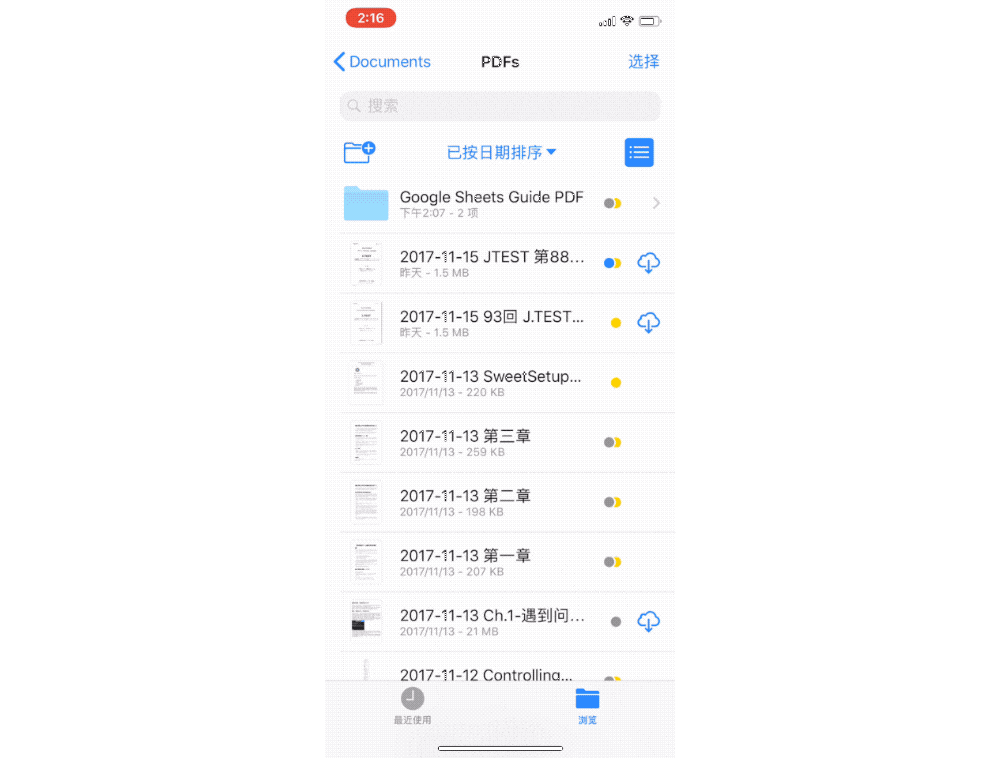 2:16
Documents
PDFs
选择
搜索
已按日期排序
Google Sheets Guide PDF
下午2:07 - 2 项
2017-11-15 JTEST 第88...
昨天 - 1.5 MB
2017-11-15 93回 J.TEST...
昨天 - 1.5 MB
2017-11-13 SweetSetup...
2017/11/13 - 220 KB
2017-11-13 第三章
2017/11/13 - 259 KB
2017-11-13 第二章
2017/11/13 - 198 KB
2017-11-13 第一章
2017/11/13 - 207 KB
2017-11-13 Ch.1-遇到问...
2017/11/13 - 21 MB
2017-11-12 Controlling...
最近使用
浏览